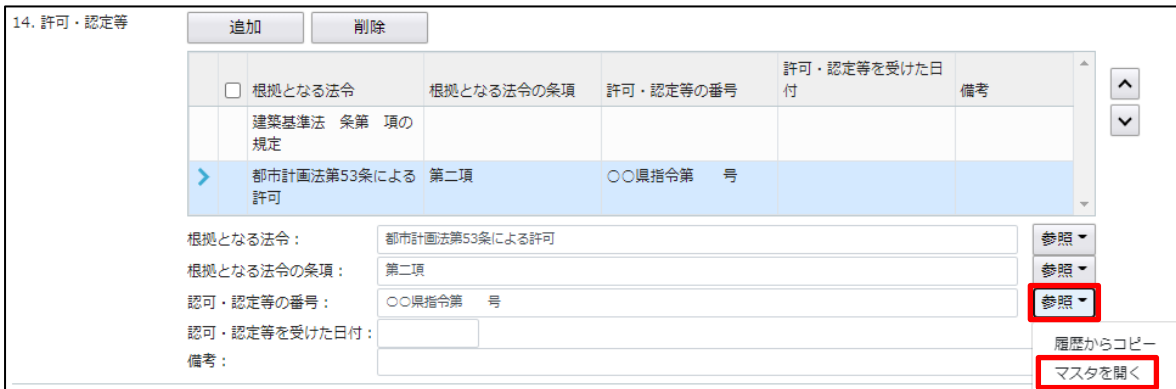 14. 許可・認定等
追加 削除
根拠となる法令 根拠となる法令の条項 許可・認定等の番号 許可・認定等を受けた日
付 備考
建築基準法　条第　項の
規定
都市計画法第53条による 第二項 〇〇県指令第　　号
許可
根拠となる法令： 都市計画法第53条による許可 参照
根拠となる法令の条項： 第二項 参照
認可・認定等の番号： 〇〇県指令第　　号 参照
認可・認定等を受けた日付：
履歴からコピー
備考：
マスタを開く